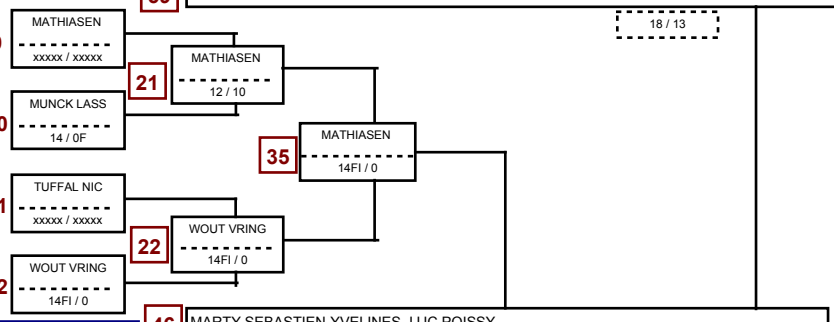 18 / 13
MATHIASEN
xxxxx / xxxxx
21
MATHIASEN
12 / 10
MUNCK LASS
14 / 0F
35
MATHIASEN
14FI / 0
TUFFAL NIC
xxxxx / xxxxx
22
WOUT VRING
14FI / 0
WOUT VRING
14FI / 0
MARTY SEBASTIEN YVELINES JUC POISSY